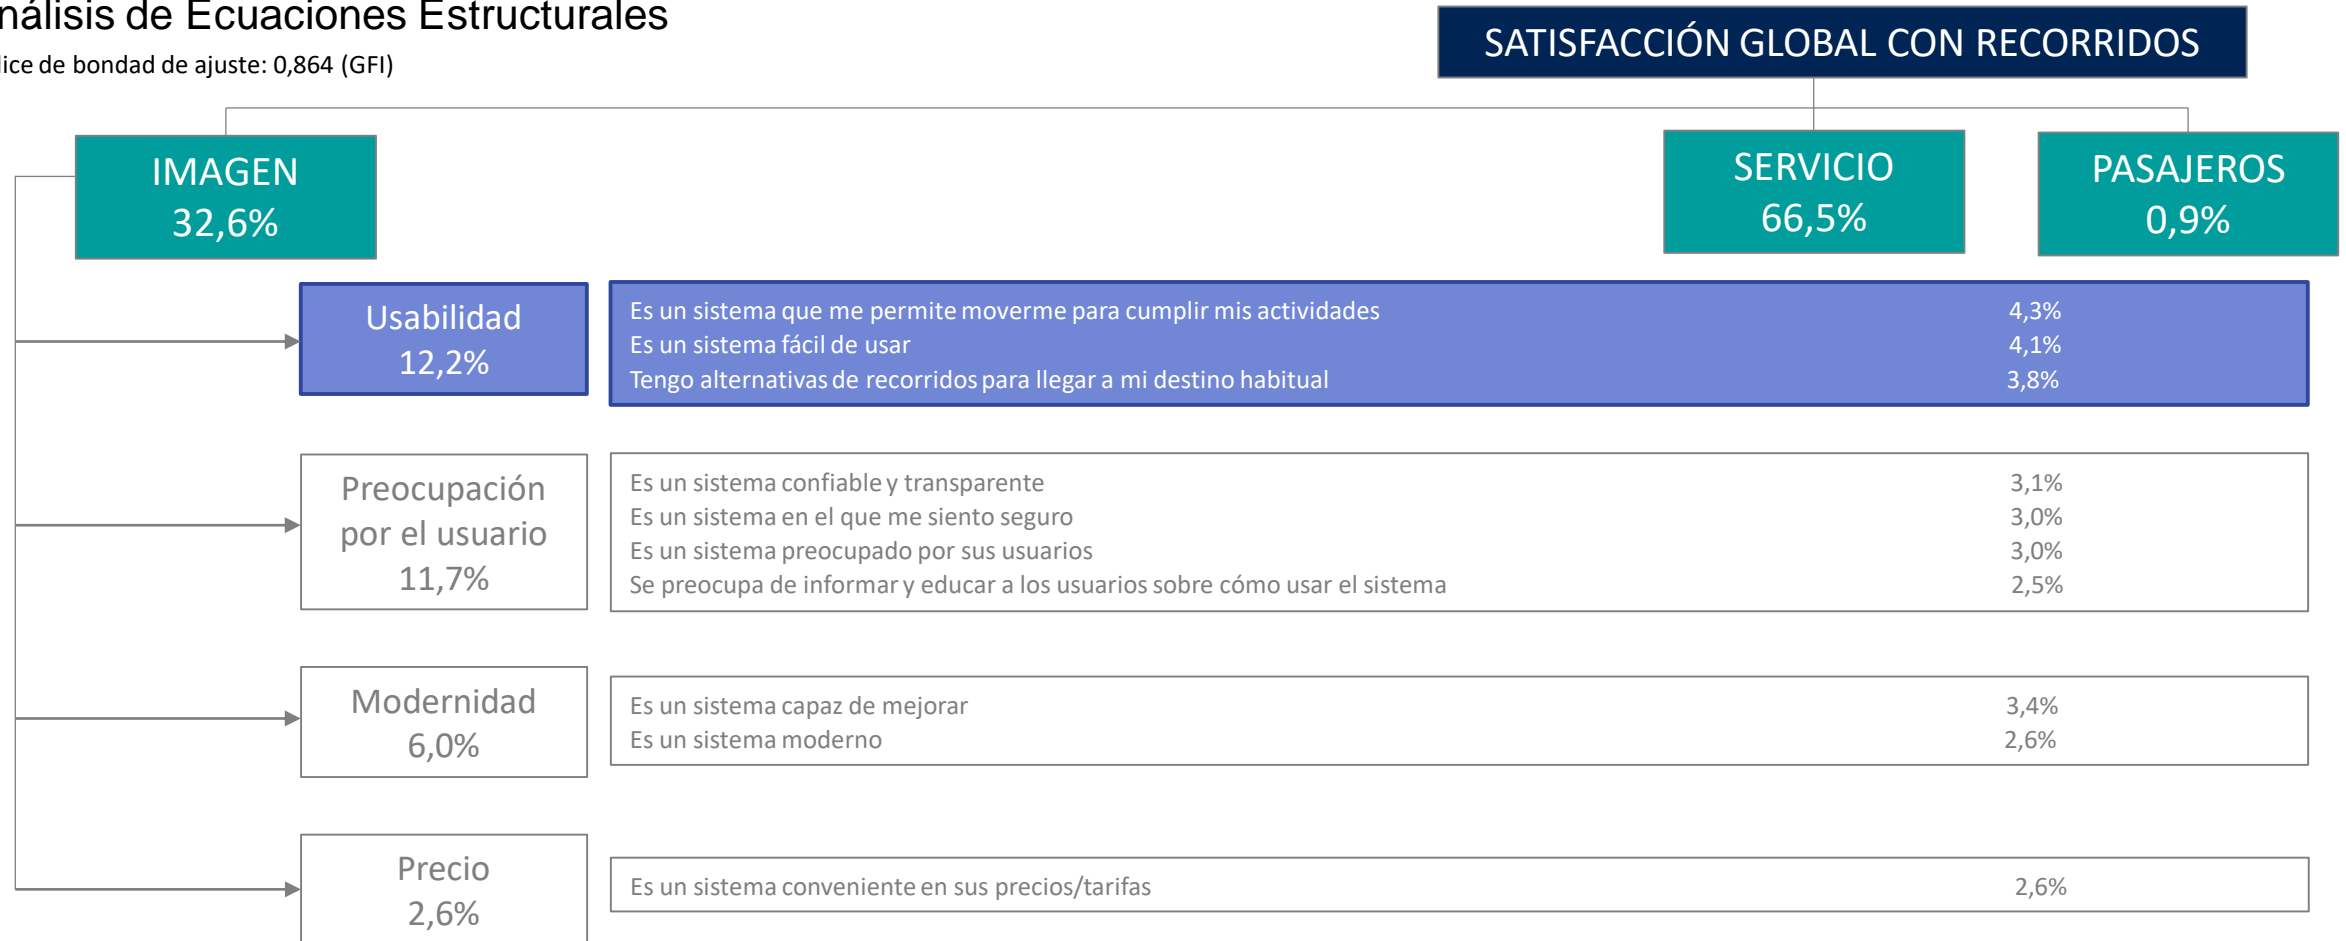 nálisis de Ecuaciones Estructurales
lice de bondad de ajuste: 0,864 (GFI)
SATISFACCIÓN GLOBAL CON RECORRIDOS
IMAGEN
32,6%
SERVICIO
66,5%
PASAJEROS
0,9%
Usabilidad
12,2%
Es un sistema que me permite moverme para cumplir mis actividades 4,3%
Es un sistema fácil de usar 4,1%
Tengo alternativas de recorridos para llegar a mi destino habitual 3,8%
Preocupación
por el usuario
11,7%
Es un sistema confiable y transparente 3,1%
Es un sistema en el que me siento seguro 3,0%
Es un sistema preocupado por sus usuarios 3,0%
Se preocupa de informar y educar a los usuarios sobre cómo usar el sistema 2,5%
Modernidad
6,0%
Es un sistema capaz de mejorar 3,4%
Es un sistema moderno 2,6%
Precio
2,6%
Es un sistema conveniente en sus precios/tarifas 2,6%